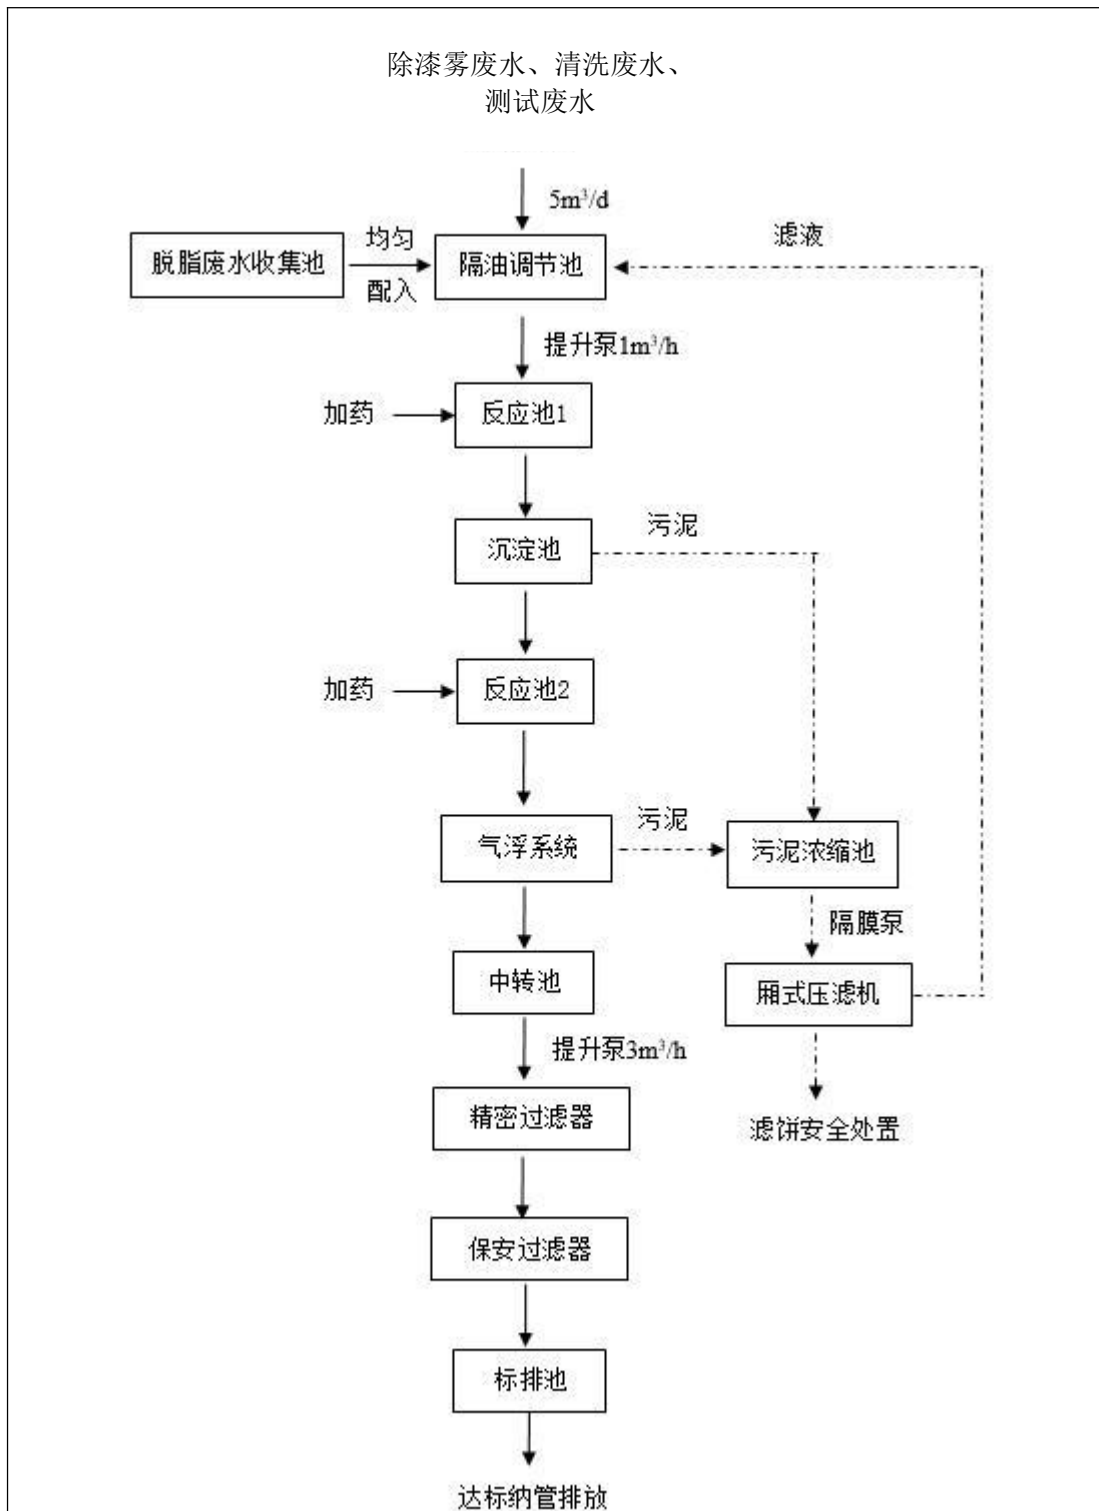 除漆雾废水、清洗废水、
测试废水
5m³/d
滤液
均匀
脱脂废水收集池
隔油调节池
配入
提升泵1m³/h
加药
反应池1
污泥
沉淀池
加药
反应池2
污泥
气浮系统
污泥浓缩池
隔膜泵
中转池
厢式压滤机
提升泵3m³/h
精密过滤器
滤饼安全处置
保安过滤器
标排池
达标纳管排放